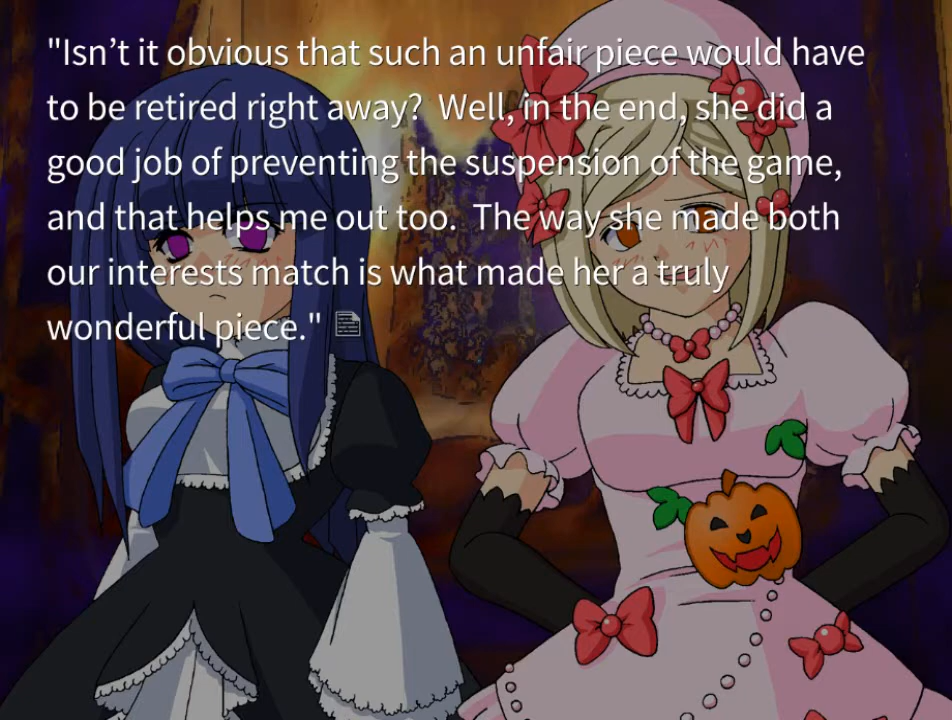 "Isn’t it obvious that such an unfair piece would have
to be retired right away?  Well, in the end, she did a
good job of preventing the suspension of the game,
and that helps me out too.  The way she made both
our interests match is what made her a truly
wonderful piece."